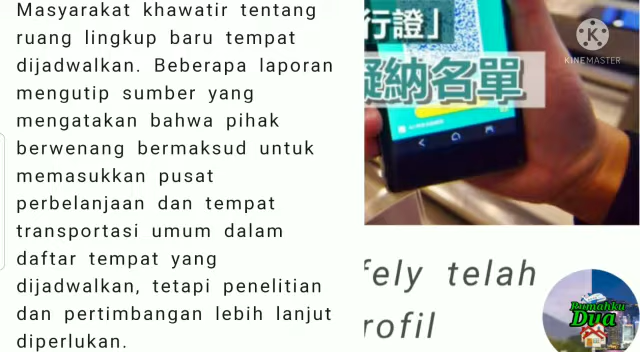 Masyarakat khawatir tentang
ruang lingkup baru tempat
dijadwalkan. Beberapa laporan
mengutip sumber yang
mengatakan bahwa pihak
berwenang bermaksud untuk
memasukkan pusat
perbelanjaan dan tempat
transportasi umum dalam
daftar tempat yang
dijadwalkan, tetapi penelitian
dan pertimbangan lebih lanjut
diperlukan.
行證」
擬納名單
KINEMASTER
fely telah
rofil
Rumahku
Dua